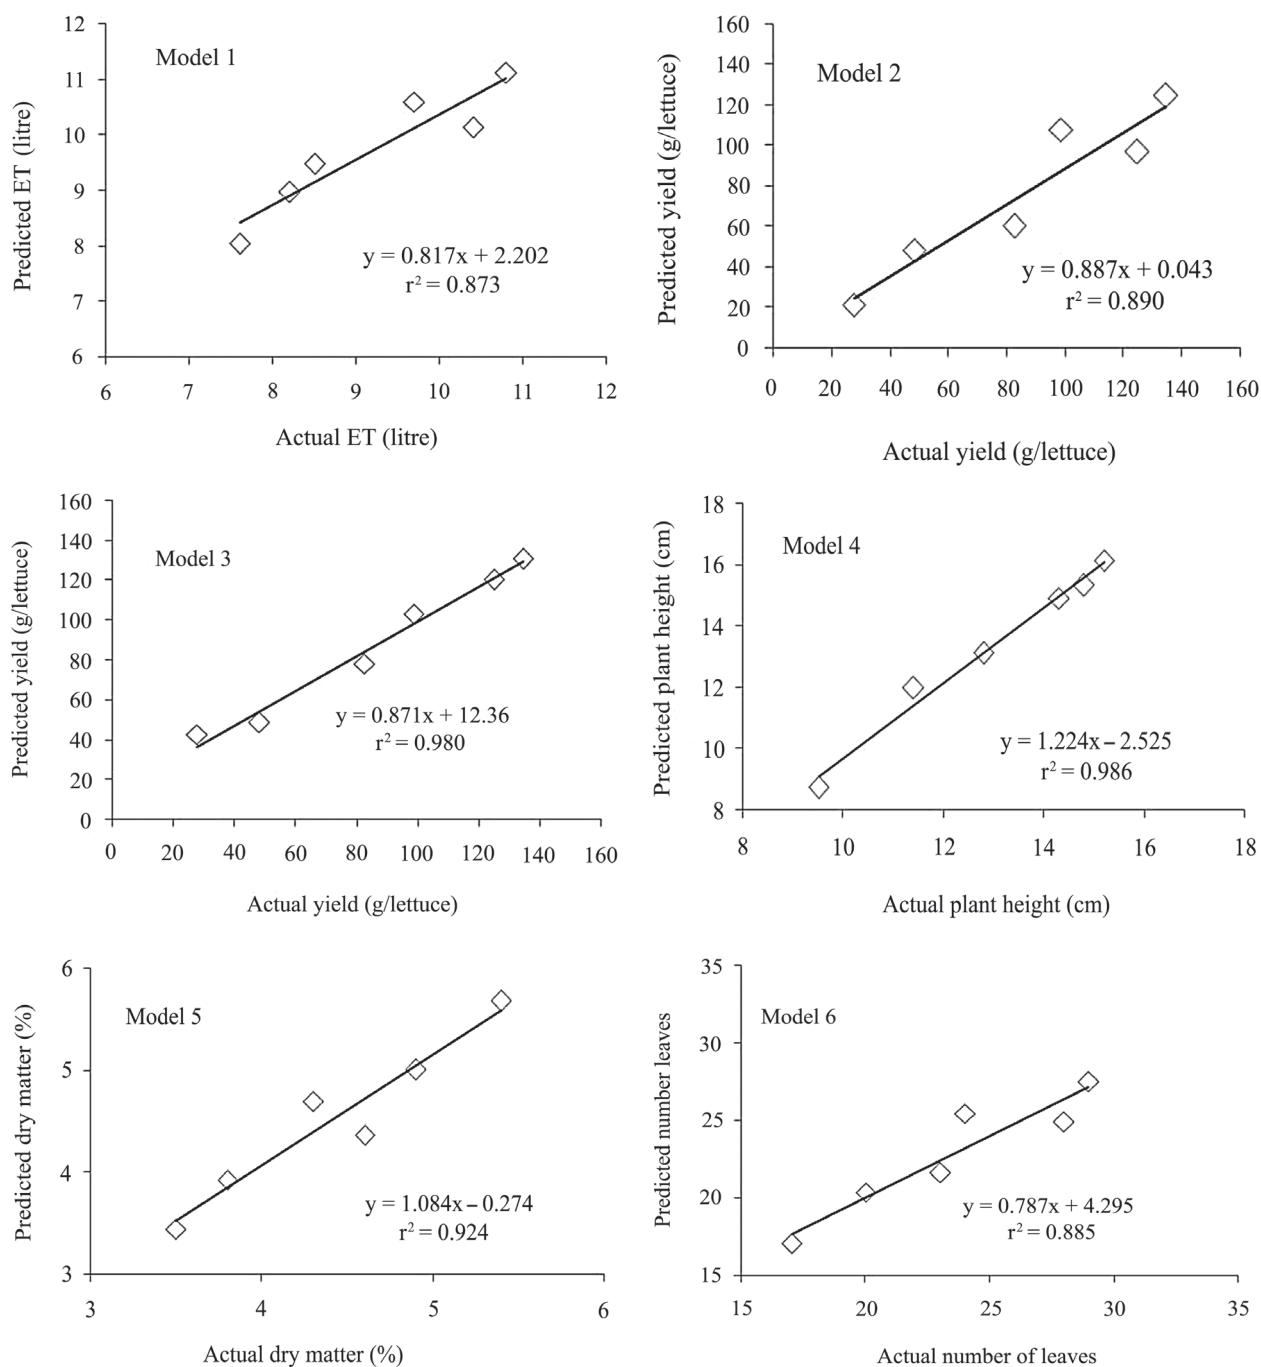 12
11
10
9
8
7
6
Predicted ET (litre)
Model 1
y = 0.817x + 2.202
r² = 0.873
6 7 8 9 10 11 12
Actual ET (litre)
160
140
120
100
80
60
40
20
0
Predicted yield (g/lettuce)
Model 2
y = 0.887x + 0.043
r² = 0.890
0 20 40 60 80 100 120 140 160
Actual yield (g/lettuce)
160
140
120
100
80
60
40
20
0
Predicted yield (g/lettuce)
Model 3
y = 0.871x + 12.36
r² = 0.980
0 20 40 60 80 100 120 140 160
Actual yield (g/lettuce)
18
16
14
12
10
8
Predicted plant height (cm)
Model 4
y = 1.224x – 2.525
r² = 0.986
8 10 12 14 16 18
Actual plant height (cm)
6
5
4
3
Predicted dry matter (%)
Model 5
y = 1.084x – 0.274
r² = 0.924
3 4 5 6
Actual dry matter (%)
35
30
25
20
15
Predicted number leaves
Model 6
y = 0.787x + 4.295
r² = 0.885
15 20 25 30 35
Actual number of leaves